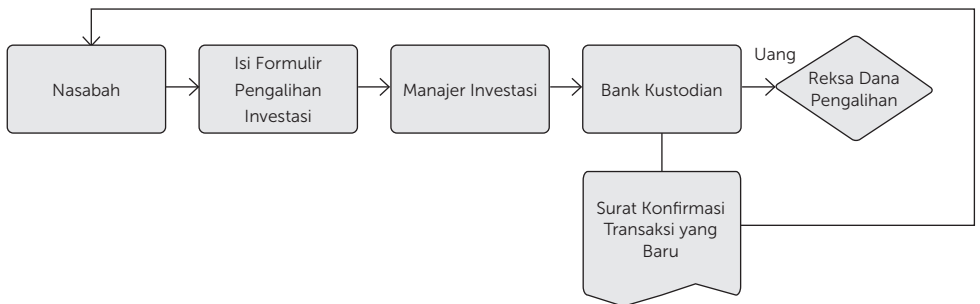 Nasabah
Isi Formulir
Pengalihan
Investasi
Manajer Investasi
Bank Kustodian
Uang
Reksa Dana
Pengalihan
Surat Konfirmasi
Transaksi yang
Baru